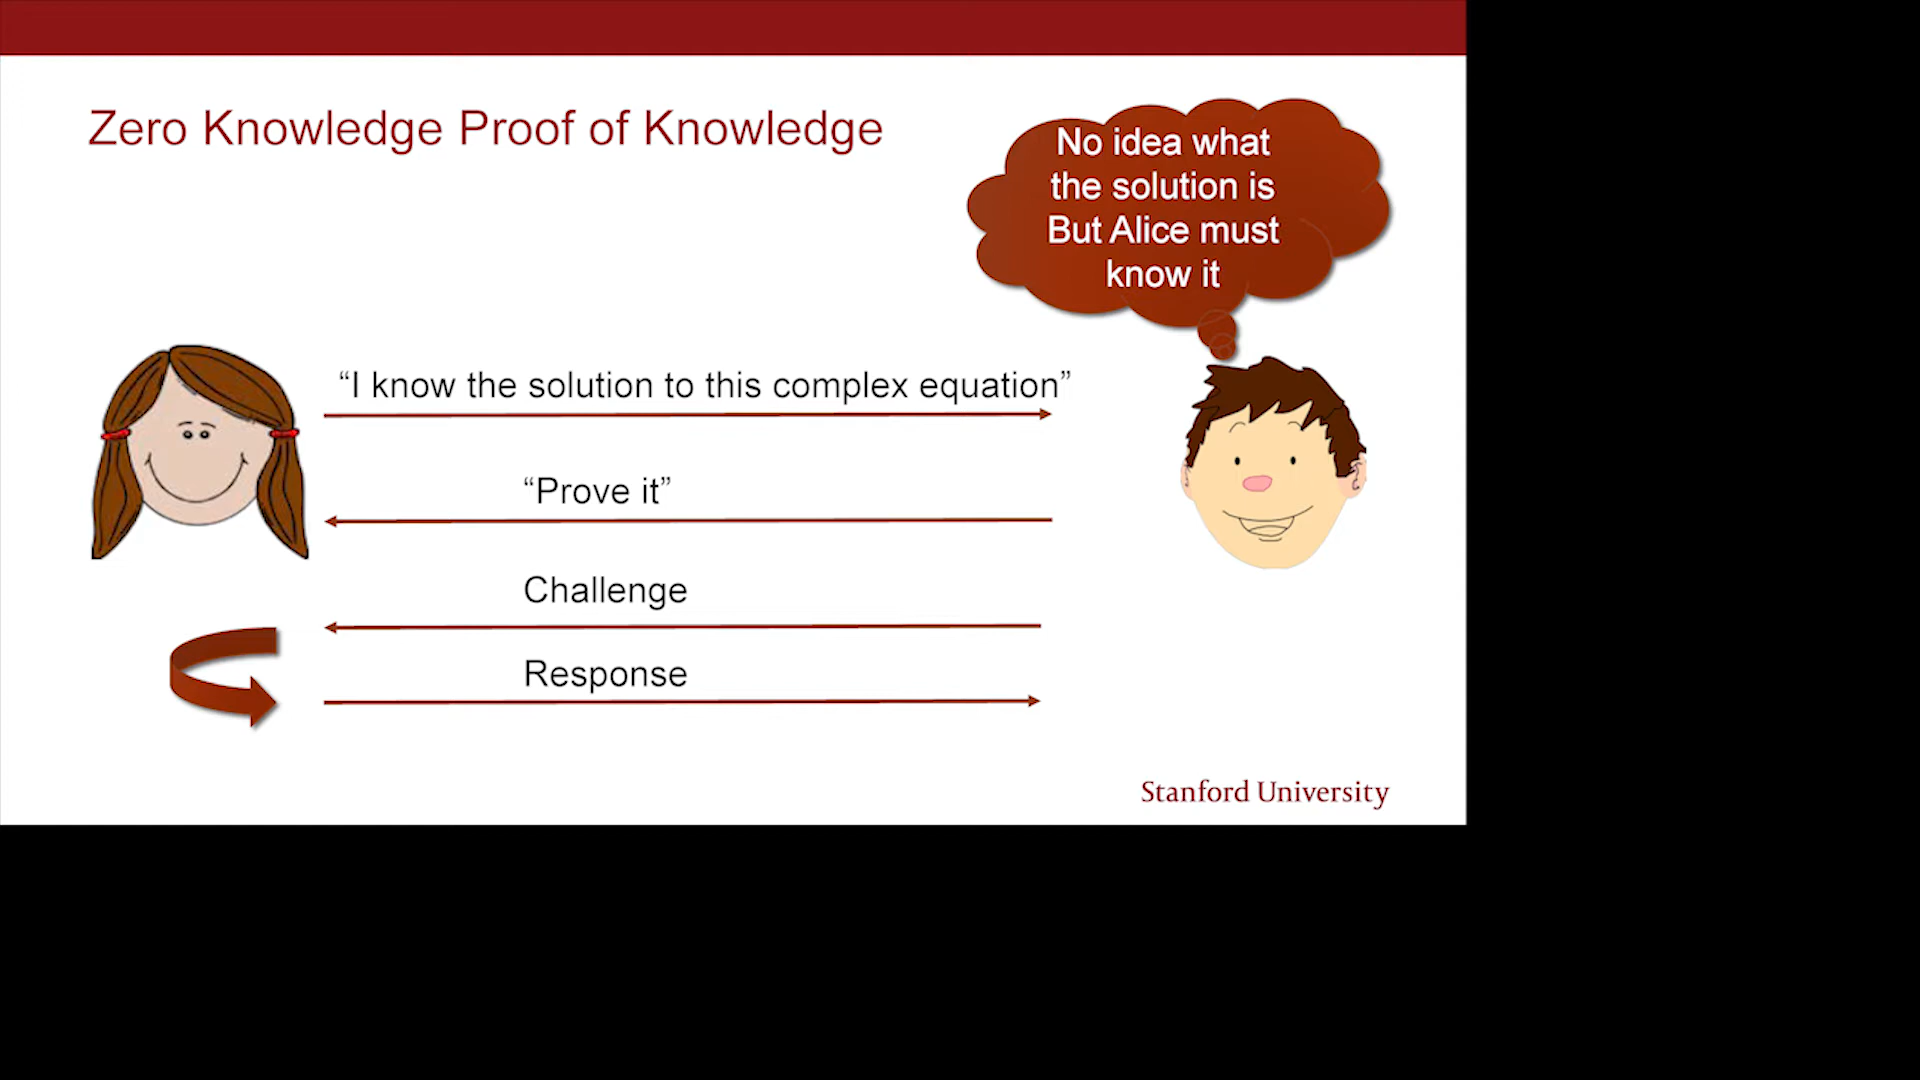 Zero Knowledge Proof of Knowledge
No idea what
the solution is
But Alice must
know it
“I know the solution to this complex equation”
“Prove it”
Challenge
Response
Stanford University